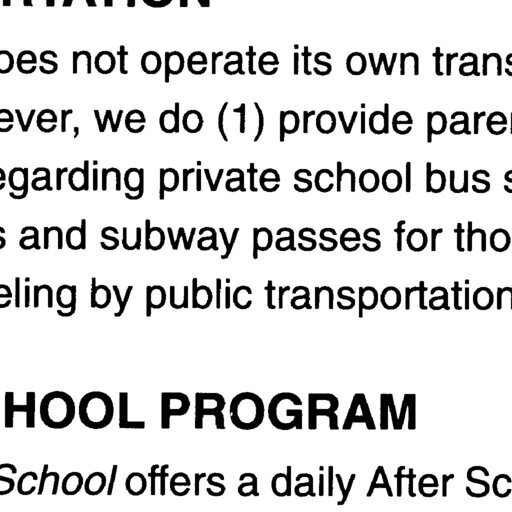 RTATION
oes not operate its own trans
ever, we do (1) provide paren
egarding private school bus s
s and subway passes for tho
eling by public transportation
HOOL PROGRAM
School offers a daily After Sc